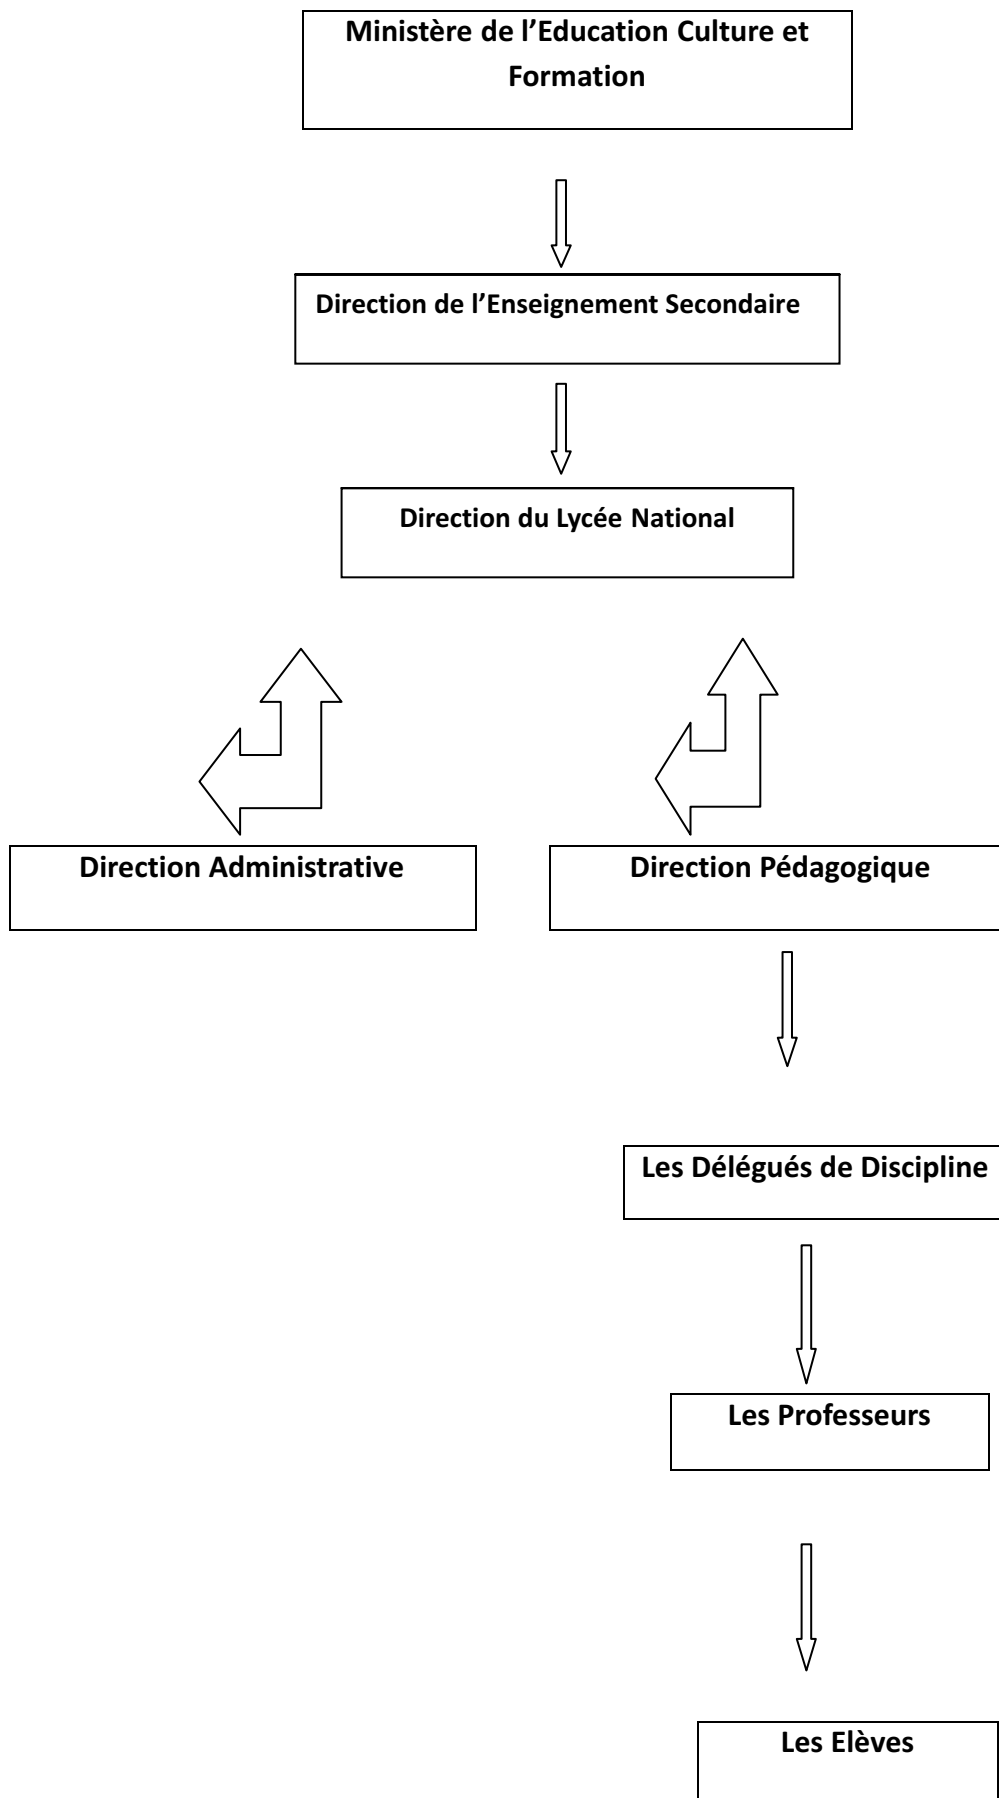 Ministère de l’Education Culture et
Formation
Direction de l’Enseignement Secondaire
Direction du Lycée National
Direction Administrative
Direction Pédagogique
Les Délégués de Discipline
Les Professeurs
Les Elèves